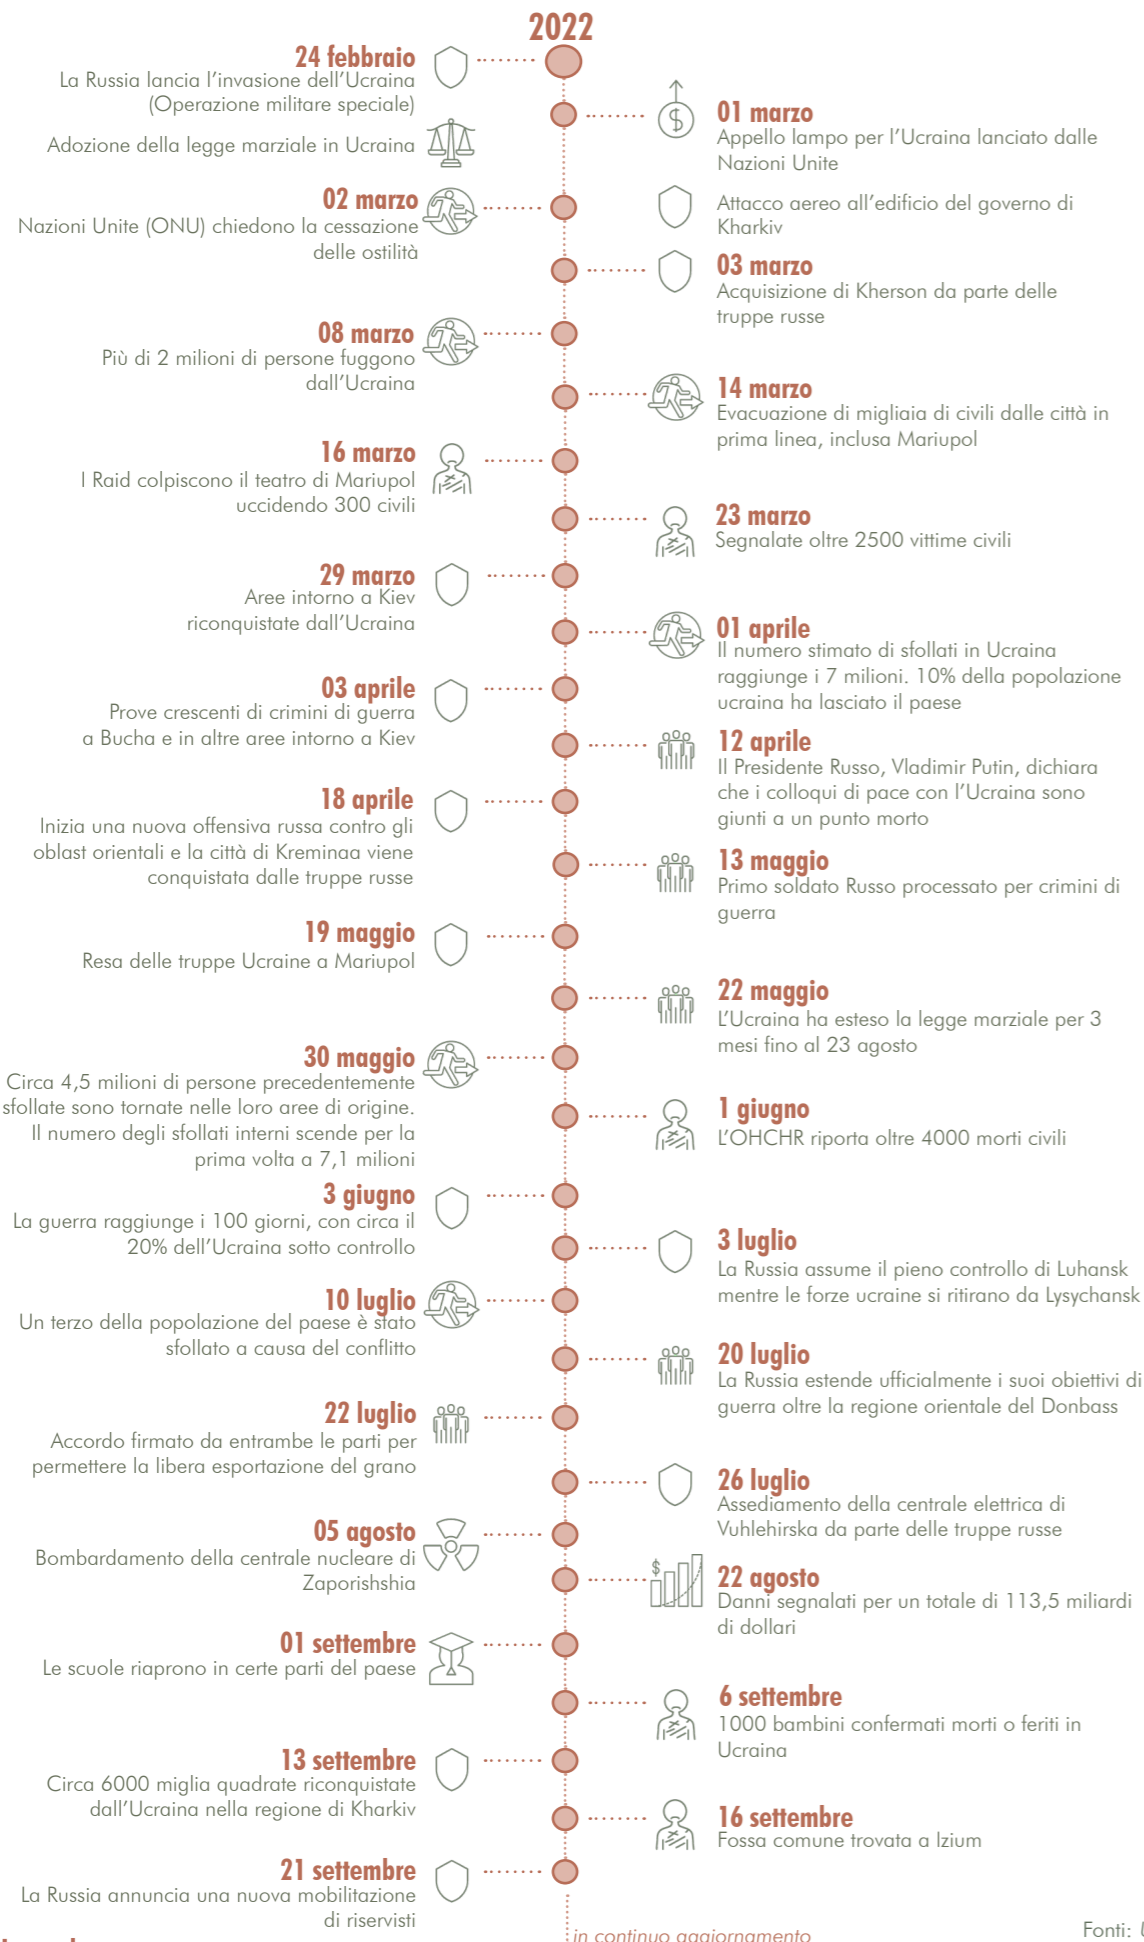 2022
24 febbraio
La Russia lancia l'invasione dell'Ucraina
(Operazione militare speciale)
Adozione della legge marziale in Ucraina
01 marzo
Appello lampo per l'Ucraina lanciato dalle
Nazioni Unite
Attacco aereo all'edificio del governo di
Kharkiv
02 marzo
Nazioni Unite (ONU) chiedono la cessazione
delle ostilità
03 marzo
Acquisizione di Kherson da parte delle
truppe russe
08 marzo
Più di 2 milioni di persone fuggono
dall'Ucraina
14 marzo
Evacuazione di migliaia di civili dalle città in
prima linea, inclusa Mariupol
16 marzo
I Raid colpiscono il teatro di Mariupol
uccidendo 300 civili
23 marzo
Segnalate oltre 2500 vittime civili
29 marzo
Aree intorno a Kiev
riconquistate dall'Ucraina
01 aprile
Il numero stimato di sfollati in Ucraina
raggiunge i 7 milioni. 10% della popolazione
ucraina ha lasciato il paese
03 aprile
Prove crescenti di crimini di guerra
a Bucha e in altre aree intorno a Kiev
12 aprile
Il Presidente Russo, Vladimir Putin, dichiara
che i colloqui di pace con l'Ucraina sono
giunti a un punto morto
18 aprile
Inizia una nuova offensiva russa contro gli
oblast orientali e la città di Kreminaa viene
conquistata dalle truppe russe
13 maggio
Primo soldato Russo processato per crimini di
guerra
19 maggio
Resa delle truppe Ucraine a Mariupol
22 maggio
L'Ucraina ha esteso la legge marziale per 3
mesi fino al 23 agosto
30 maggio
Circa 4,5 milioni di persone precedentemente
sfollate sono tornate nelle loro aree di origine.
Il numero degli sfollati interni scende per la
prima volta a 7,1 milioni
1 giugno
L'OHCHR riporta oltre 4000 morti civili
3 giugno
La guerra raggiunge i 100 giorni, con circa il
20% dell'Ucraina sotto controllo
3 luglio
La Russia assume il pieno controllo di Luhansk
mentre le forze ucraine si ritirano da Lysychansk
10 luglio
Un terzo della popolazione del paese è stato
sfollato a causa del conflitto
20 luglio
La Russia estende ufficialmente i suoi obiettivi di
guerra oltre la regione orientale del Donbass
22 luglio
Accordo firmato da entrambe le parti per
permettere la libera esportazione del grano
26 luglio
Assediamento della centrale elettrica di
Vuhlehirska da parte delle truppe russe
05 agosto
Bombardamento della centrale nucleare di
Zaporishshia
22 agosto
Danni segnalati per un totale di 113,5 miliardi
di dollari
01 settembre
Le scuole riaprono in certe parti del paese
6 settembre
1000 bambini confermati morti o feriti in
Ucraina
13 settembre
Circa 6000 miglia quadrate riconquistate
dall'Ucraina nella regione di Kharkiv
16 settembre
Fossa comune trovata a Izium
21 settembre
La Russia annuncia una nuova mobilitazione
di riservisti
in continuo aggiornamento
Fonti: